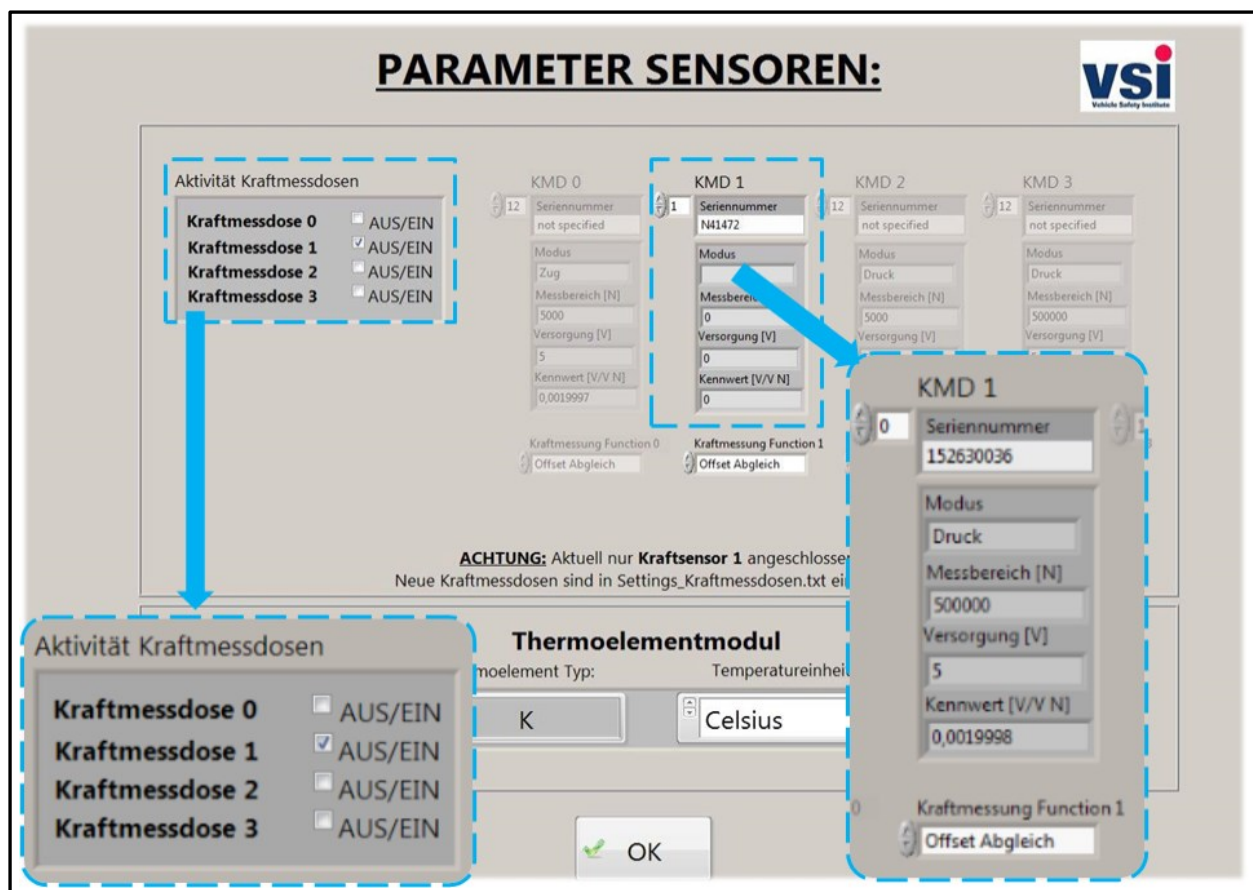 PARAMETER SENSOREN:
vsi
Vehicle Safety Institute
Aktivität Kraftmessdosen
Kraftmessdose 0 AUS/EIN
Kraftmessdose 1 AUS/EIN
Kraftmessdose 2 AUS/EIN
Kraftmessdose 3 AUS/EIN
KMD 0
12 Seriennummer
not specified
Modus
Zug
Messbereich [N]
5000
Versorgung [V]
5
Kennwert [V/V N]
0,0019997
Kraftmessung Function 0
Offset Abgleich
KMD 1
1 Seriennummer
N41472
Modus
Messbereich
0
Versorgung [V]
0
Kennwert [V/V N]
0
Kraftmessung Function 1
Offset Abgleich
KMD 2
12 Seriennummer
not specified
Modus
Druck
Messbereich [N]
5000
Versorgung [V]
KMD 3
12 Seriennummer
not specified
Modus
Druck
Messbereich [N]
500000
Versorgung [V]
ACHTUNG: Aktuell nur Kraftsensor 1 angeschlossen
Neue Kraftmessdosen sind in Settings_Kraftmessdosen.txt ei
Thermoelementmodul
moelement Typ:
K
Temperatureinhei
Celsius
OK
Aktivität Kraftmessdosen
Kraftmessdose 0 AUS/EIN
Kraftmessdose 1 AUS/EIN
Kraftmessdose 2 AUS/EIN
Kraftmessdose 3 AUS/EIN
KMD 1
0 Seriennummer
152630036
Modus
Druck
Messbereich [N]
500000
Versorgung [V]
5
Kennwert [V/V N]
0,0019998
Kraftmessung Function 1
Offset Abgleich